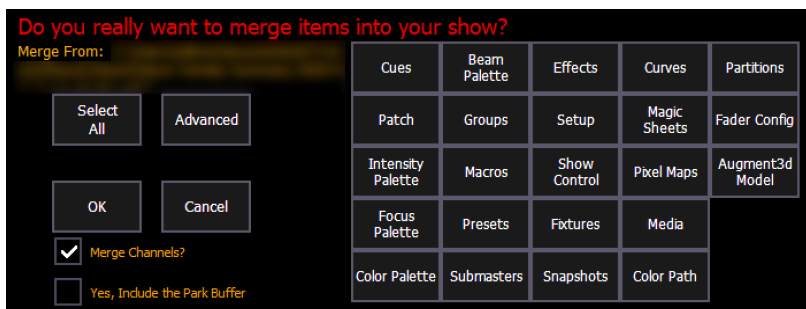 Do you really want to merge items into your show?
Merge From:
Select
All
Advanced
OK
Cancel
Merge Channels?
Yes, Include the Park Buffer
Cues
Beam
Palette
Effects
Curves
Partitions
Patch
Groups
Setup
Magic
Sheets
Fader Config
Intensity
Palette
Macros
Show
Control
Pixel Maps
Augment3d
Model
Focus
Palette
Presets
Fixtures
Media
Color Palette
Submasters
Snapshots
Color Path